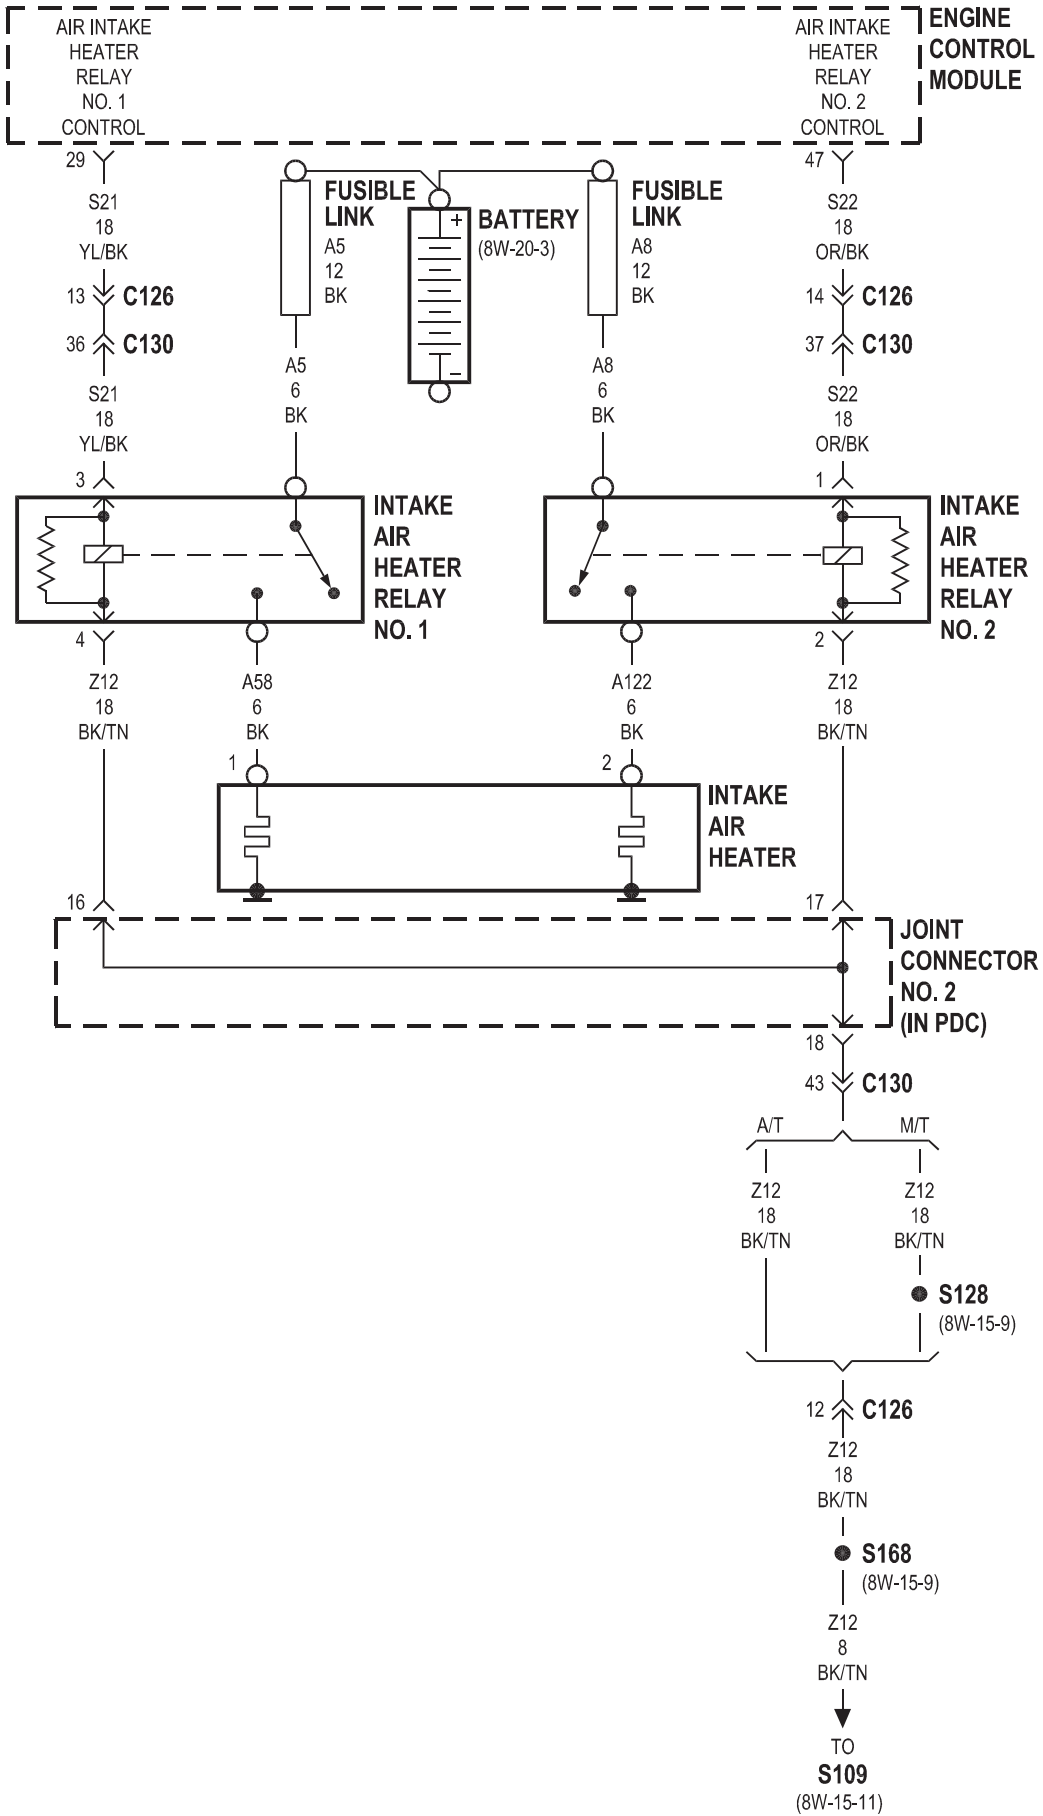 AIR INTAKE
HEATER
RELAY
NO. 1
CONTROL
AIR INTAKE
HEATER
RELAY
NO. 2
CONTROL
ENGINE
CONTROL
MODULE
29
S21
18
YL/BK
13 C126
36 C130
S21
18
YL/BK
3
FUSIBLE
LINK
A5
12
BK
A5
6
BK
+
BATTERY
(8W-20-3)
−
FUSIBLE
LINK
A8
12
BK
A8
6
BK
47
S22
18
OR/BK
14 C126
37 C130
S22
18
OR/BK
1
INTAKE
AIR
HEATER
RELAY
NO. 1
INTAKE
AIR
HEATER
RELAY
NO. 2
4
Z12
18
BK/TN
A58
6
BK
1
A122
6
BK
2
2
Z12
18
BK/TN
INTAKE
AIR
HEATER
16
17
JOINT
CONNECTOR
NO. 2
(IN PDC)
18
43 C130
A/T
M/T
Z12
18
BK/TN
Z12
18
BK/TN
S128
(8W-15-9)
12 C126
Z12
18
BK/TN
S168
(8W-15-9)
Z12
8
BK/TN
TO
S109
(8W-15-11)